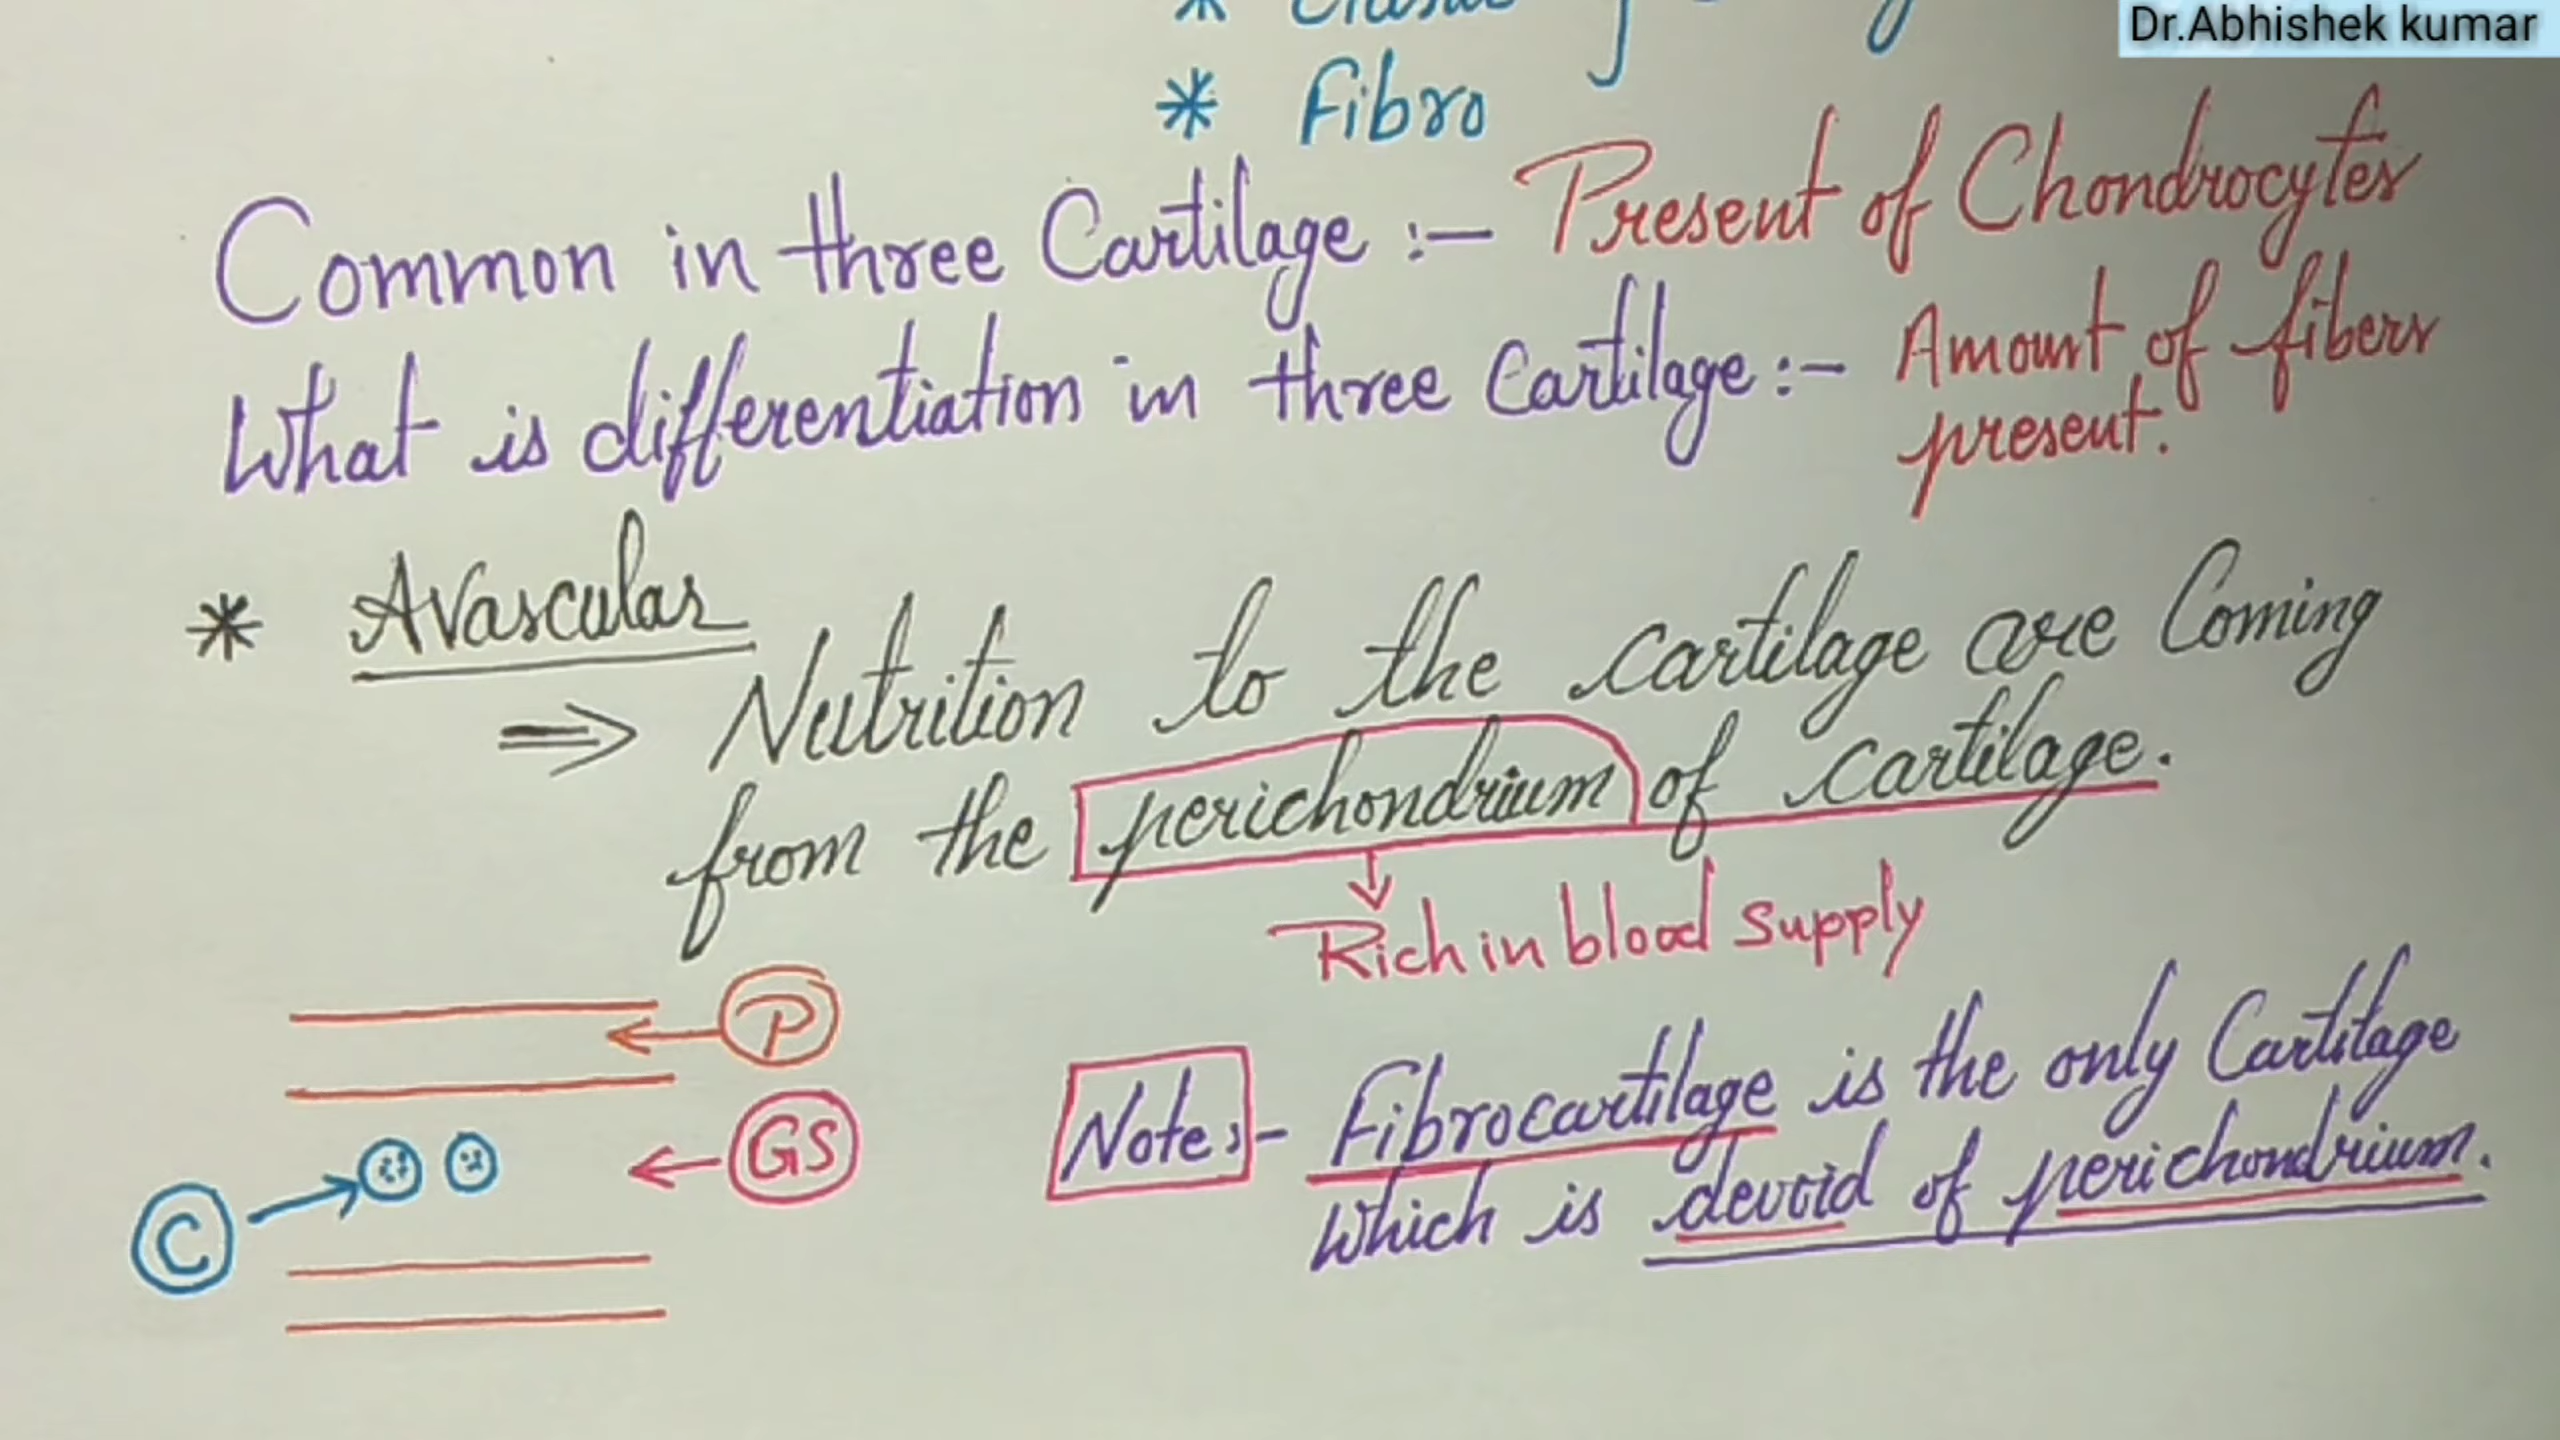 Dr.Abhishek kumar
* Fibro
Common in three Cartilage :- Present of Chondrocytes
What is differentiation in three Cartilage :- Amount of fibers
present.
* Avascular
⇒ Nutrition to the cartilage are Coming
from the perichondrium of cartilage.
↓
Rich in blood supply
P
GS
C
Note:- Fibrocartilage is the only Cartilage
which is devoid of perichondrium.